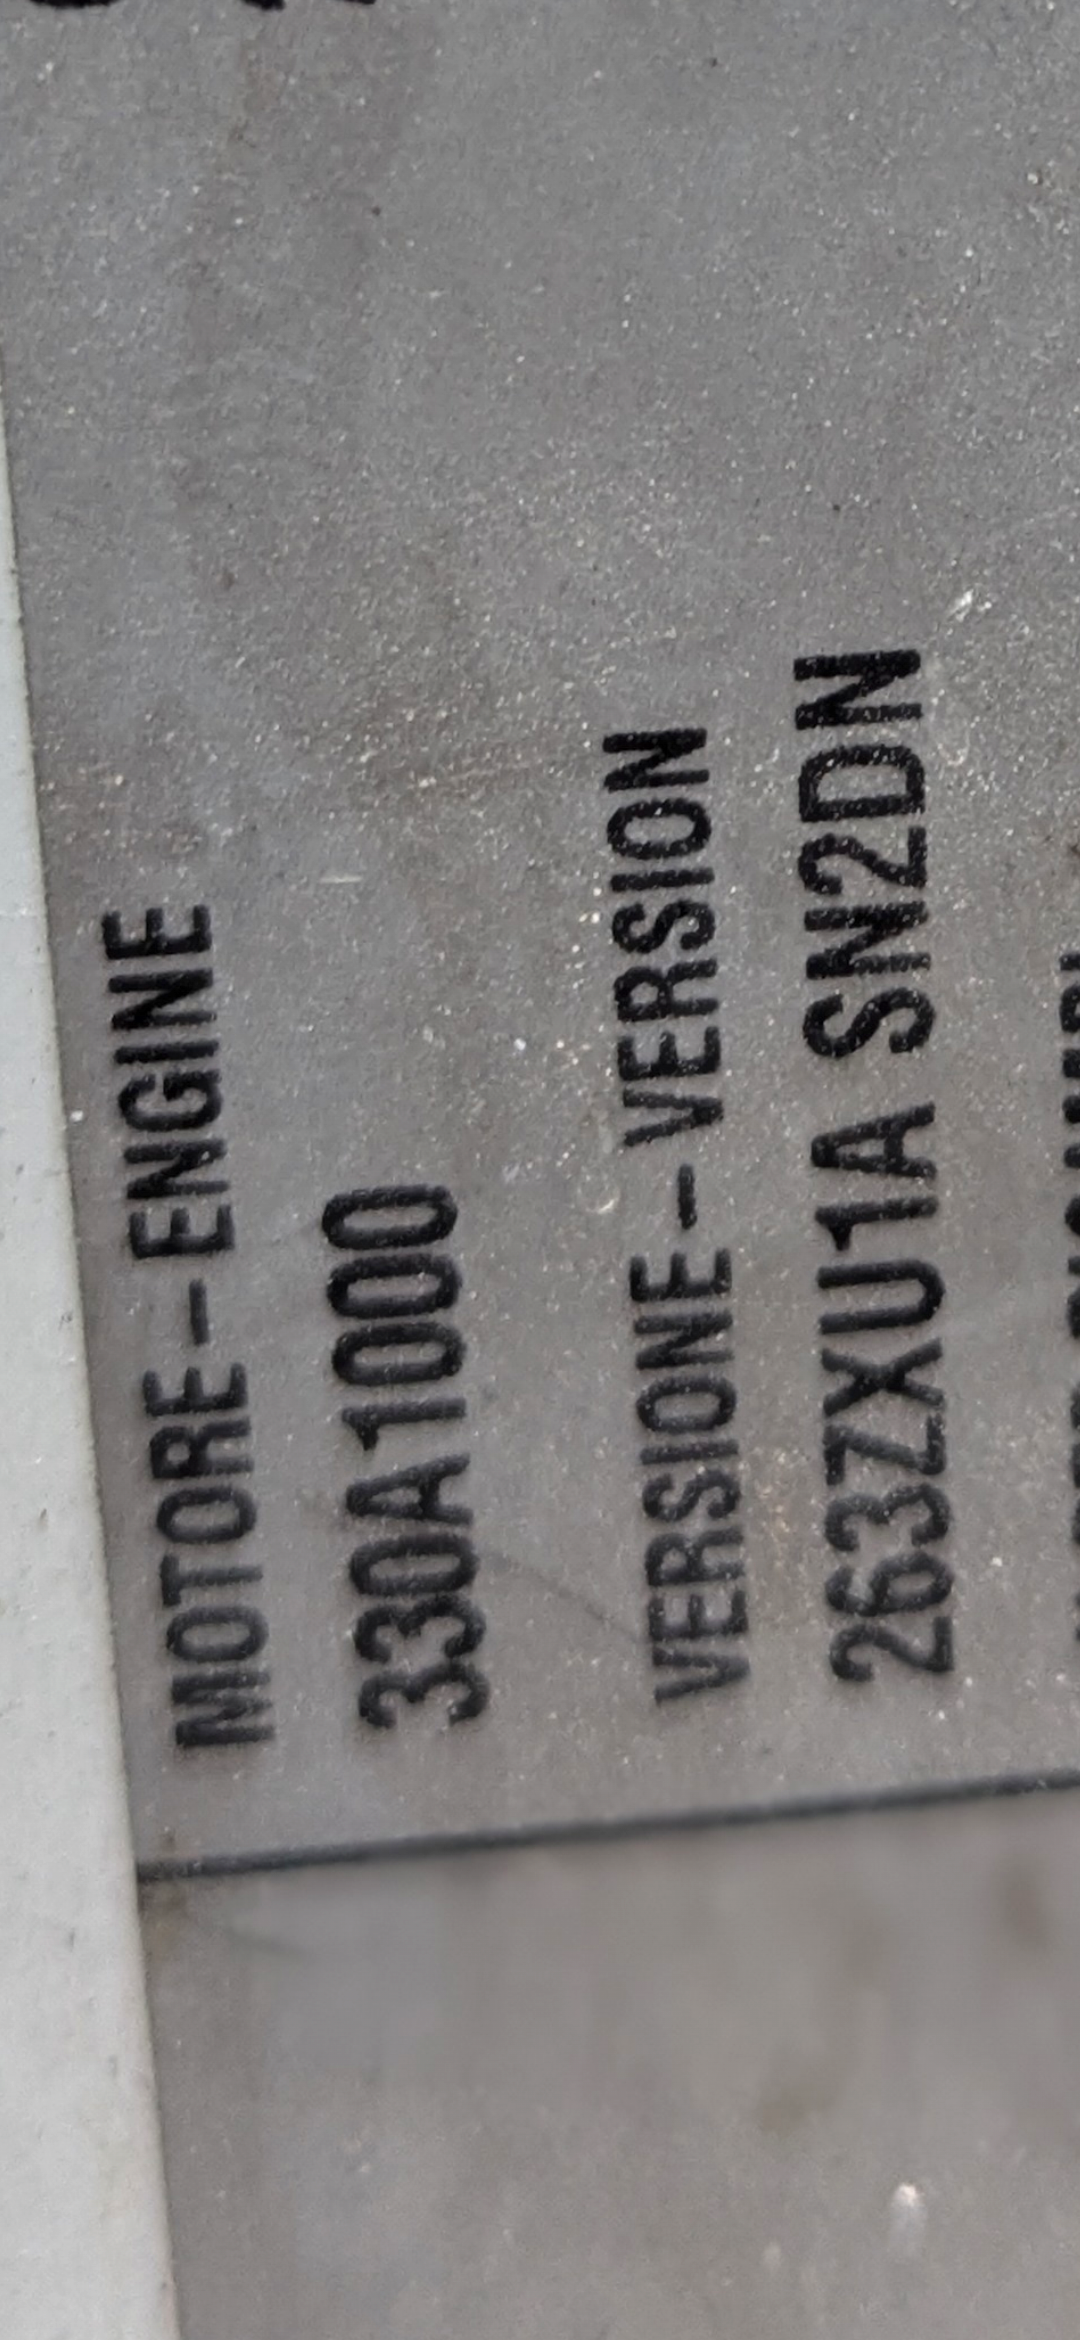 MOTORE – ENGINE
330A1000
VERSIONE – VERSION
263ZXU1A SN2DN